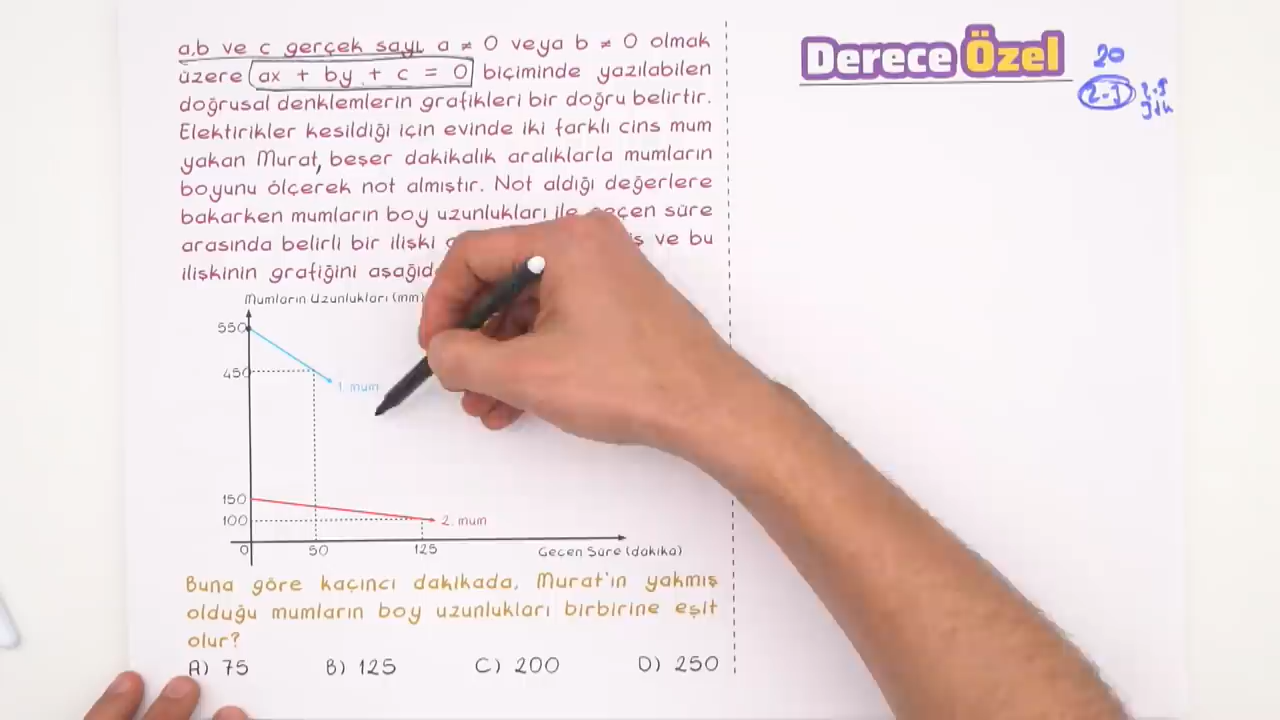 a,b ve c gerçek sayı a ≠ 0 veya b ≠ 0 olmak
üzere ax + by + c = 0 biçiminde yazılabilen
doğrusal denklemlerin grafikleri bir doğru belirtir.
Elektirikler kesildiği için evinde iki farklı cins mum
yakan Murat, beşer dakikalık aralıklarla mumların
boyunu ölçerek not almıştır. Not aldığı değerlere
bakarken mumların boy uzunlukları ile geçen süre
arasında belirli bir ilişki ve bu
ilişkinin grafiğini
Mumların Uzunlukları (mm)
550
450
1. mum
150
100
2. mum
0 50 125
Geçen Süre (dakika)
Buna göre kaçıncı dakikada, Murat'ın yakmış
olduğu mumların boy uzunlukları birbirine eşit
olur?
A) 75 B) 125 C) 200 D) 250
Derece Özel
20